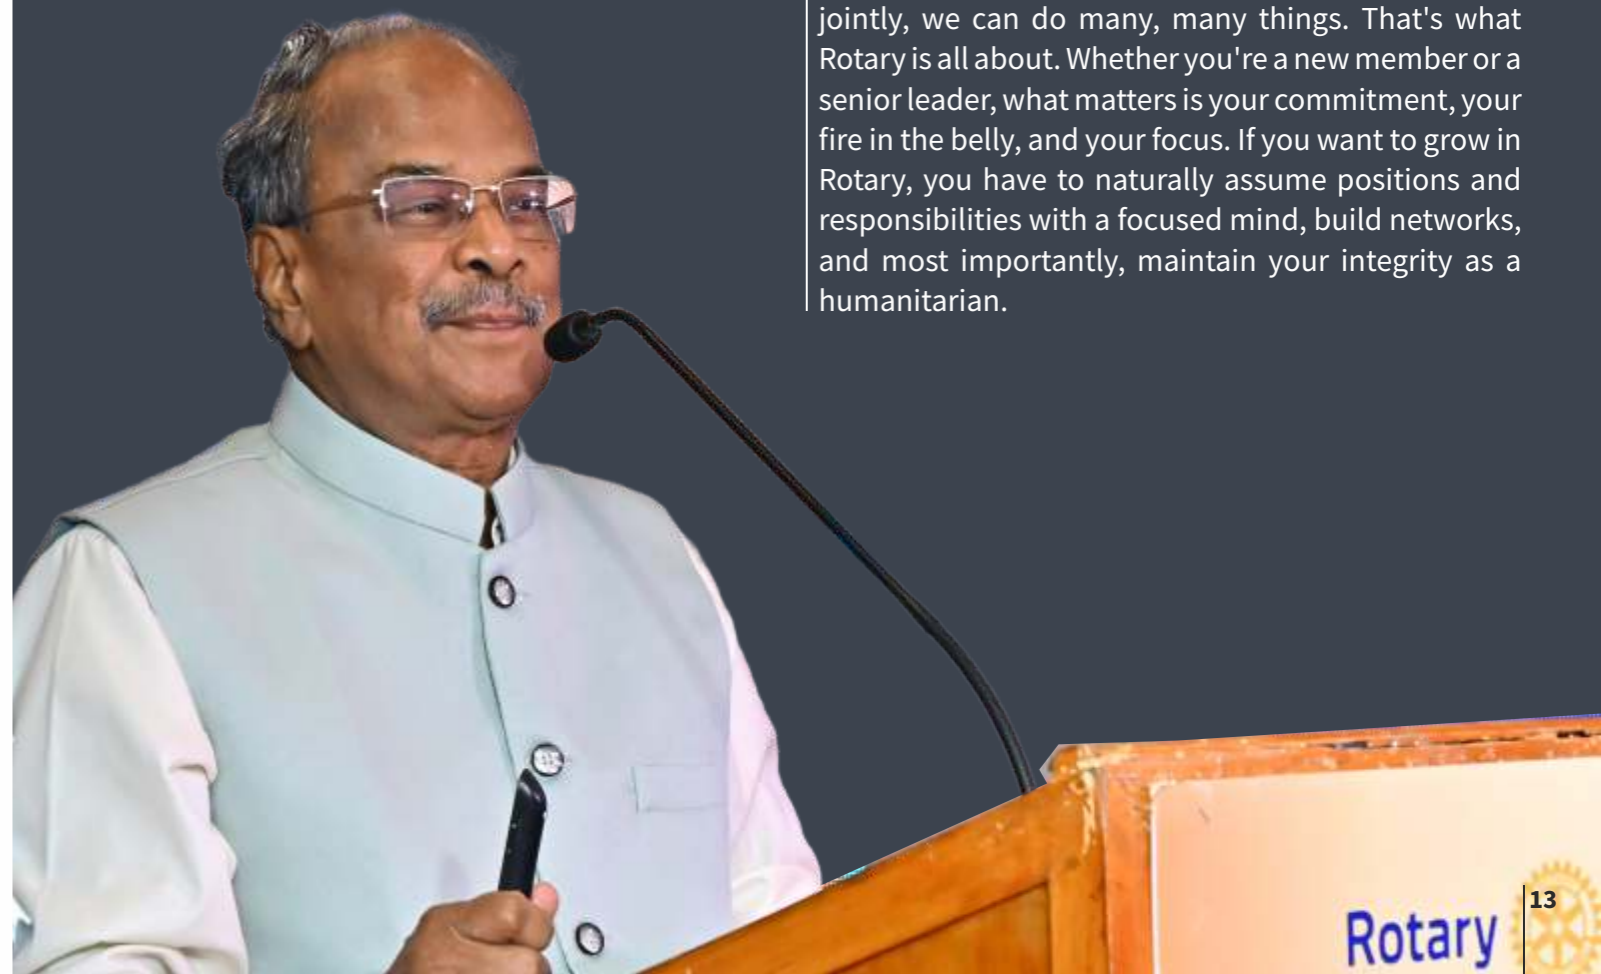 jointly, we can do many, many things. That's what
Rotary is all about. Whether you're a new member or a
senior leader, what matters is your commitment, your
fire in the belly, and your focus. If you want to grow in
Rotary, you have to naturally assume positions and
responsibilities with a focused mind, build networks,
and most importantly, maintain your integrity as a
humanitarian.
Rotary
13